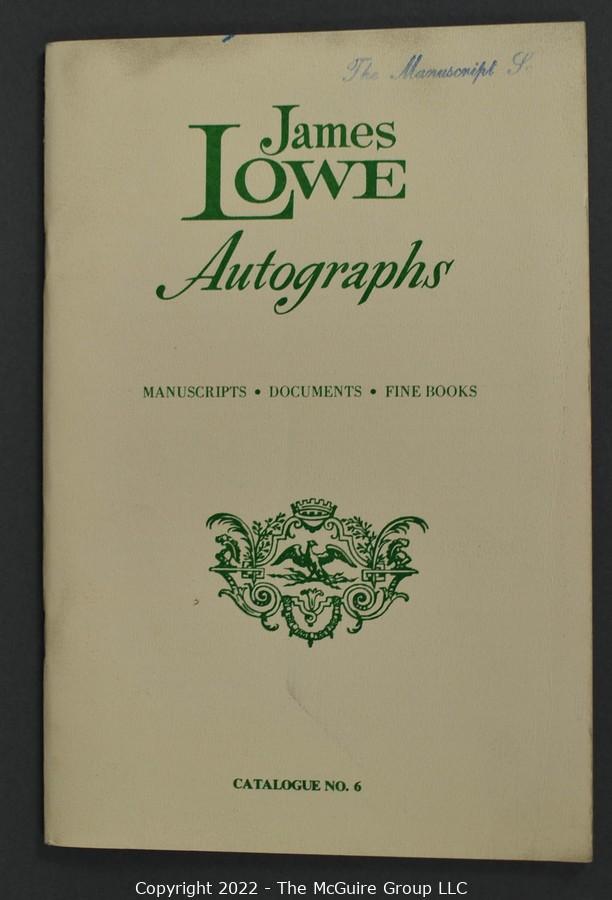 The Manuscript S.
James
LOWE
Autographs
MANUSCRIPTS • DOCUMENTS • FINE BOOKS
CATALOGUE NO. 6
Copyright 2022 - The McGuire Group LLC